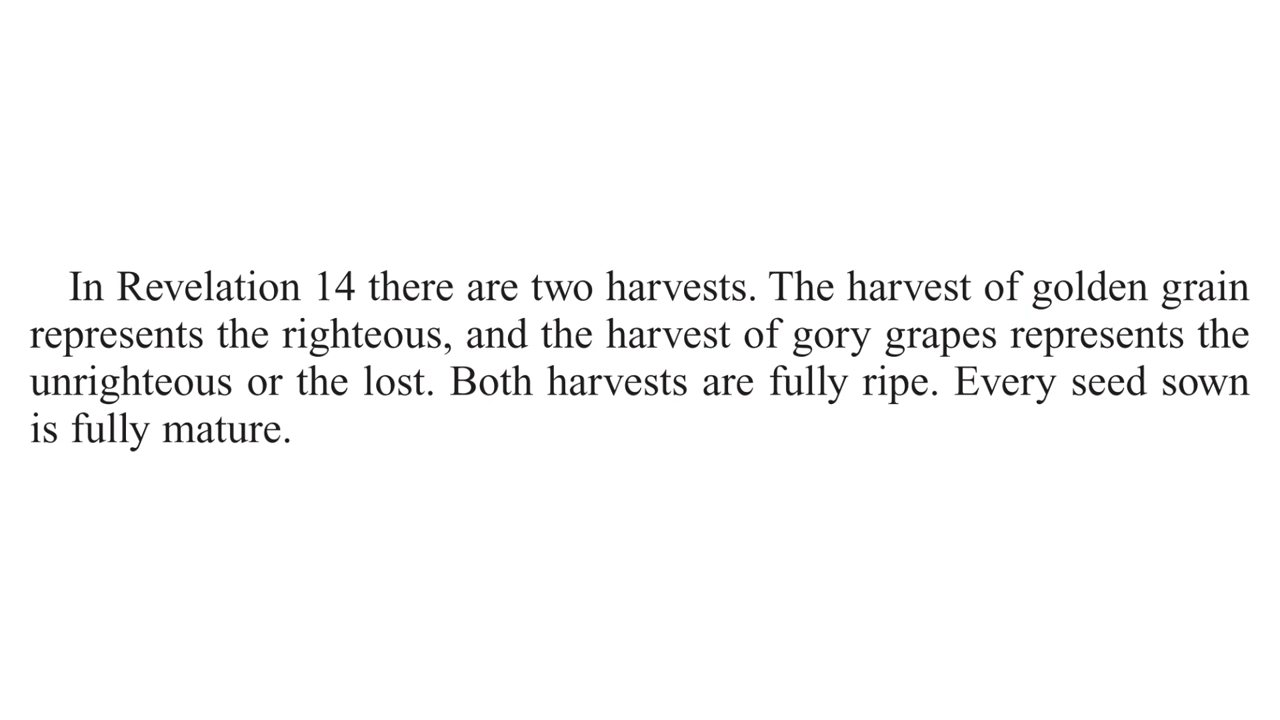 In Revelation 14 there are two harvests. The harvest of golden grain
represents the righteous, and the harvest of gory grapes represents the
unrighteous or the lost. Both harvests are fully ripe. Every seed sown
is fully mature.